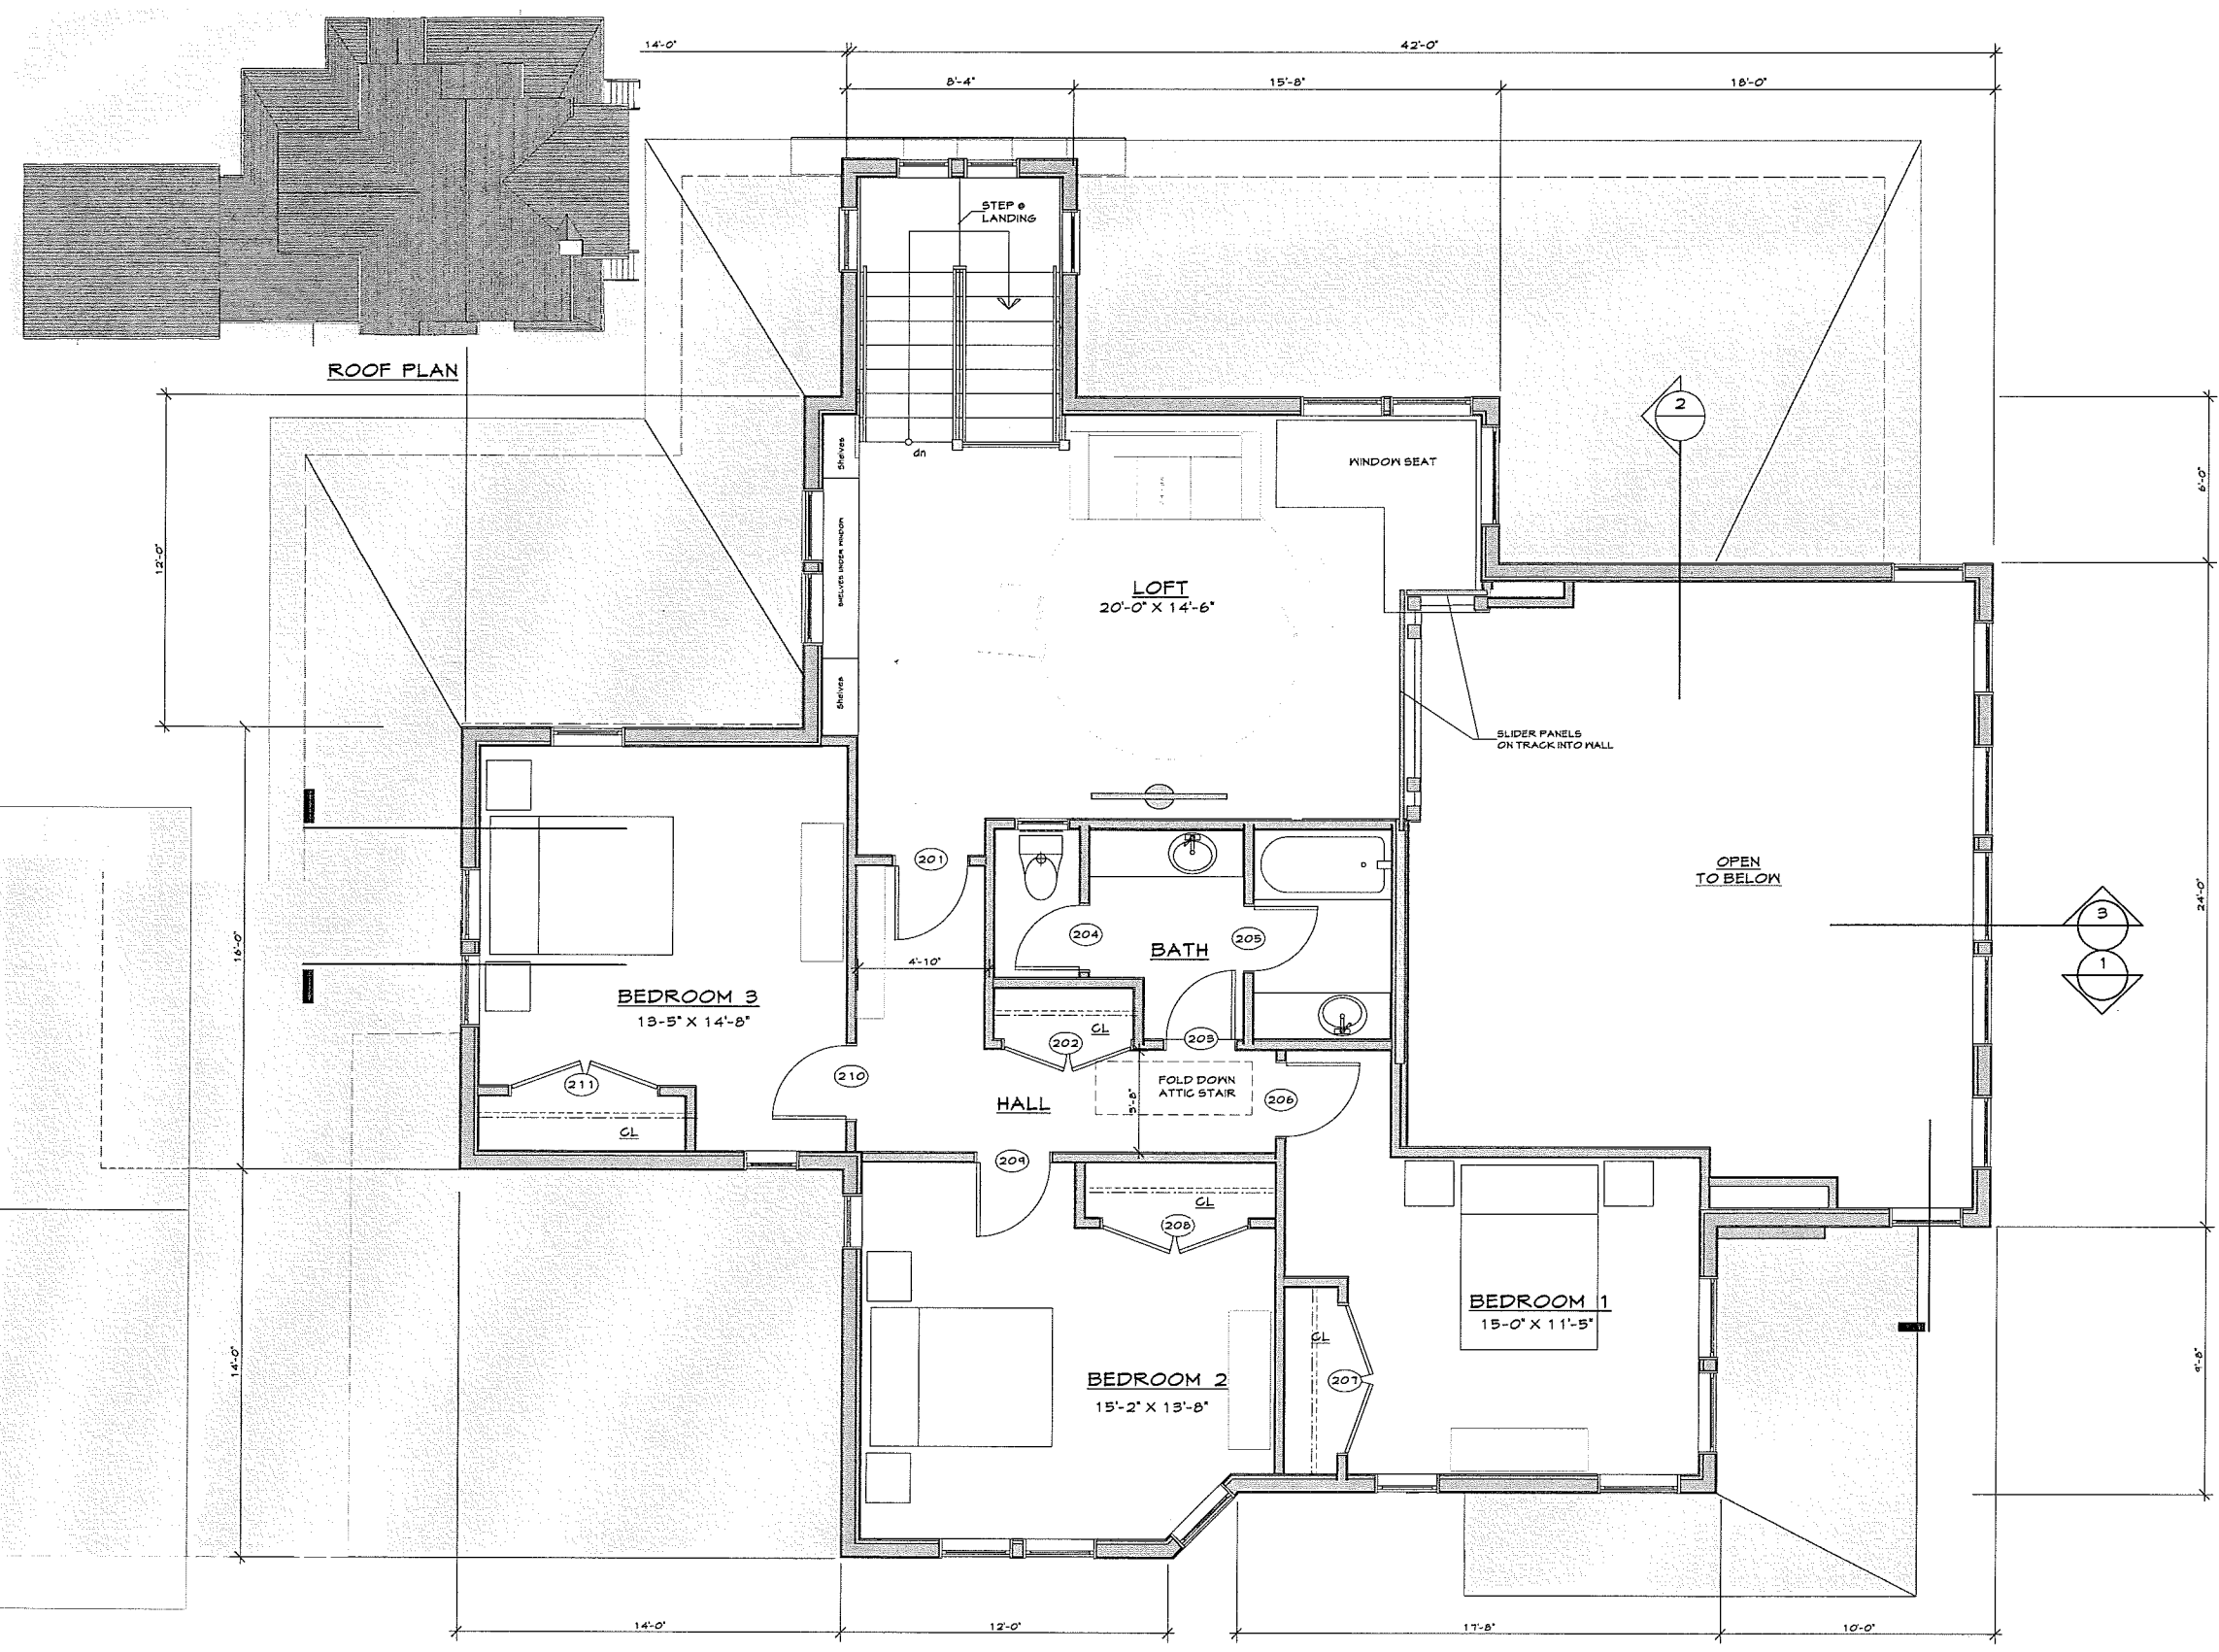 14'-0"
42'-0"
8'-4"
15'-8"
18'-0"
STEP @
LANDING
ROOF PLAN
2
dn
Shelves
WINDOW SEAT
6'-0"
12'-0"
SHELVES UNDER WINDOW
LOFT
20'-0" X 14'-6"
Shelves
SLIDER PANELS
ON TRACK INTO WALL
201
OPEN
TO BELOW
24'-0"
3
1
204
205
BATH
16'-0"
4'-10"
BEDROOM 3
13-5" X 14'-8"
CL
202
203
211
210
FOLD DOWN
ATTIC STAIR
3'-8"
206
HALL
CL
209
CL
208
BEDROOM 1
15-0" X 11'-5"
CL
207
14'-0"
9'-8"
BEDROOM 2
15'-2" X 13'-8"
14'-0"
12'-0"
17'-8"
10'-0"